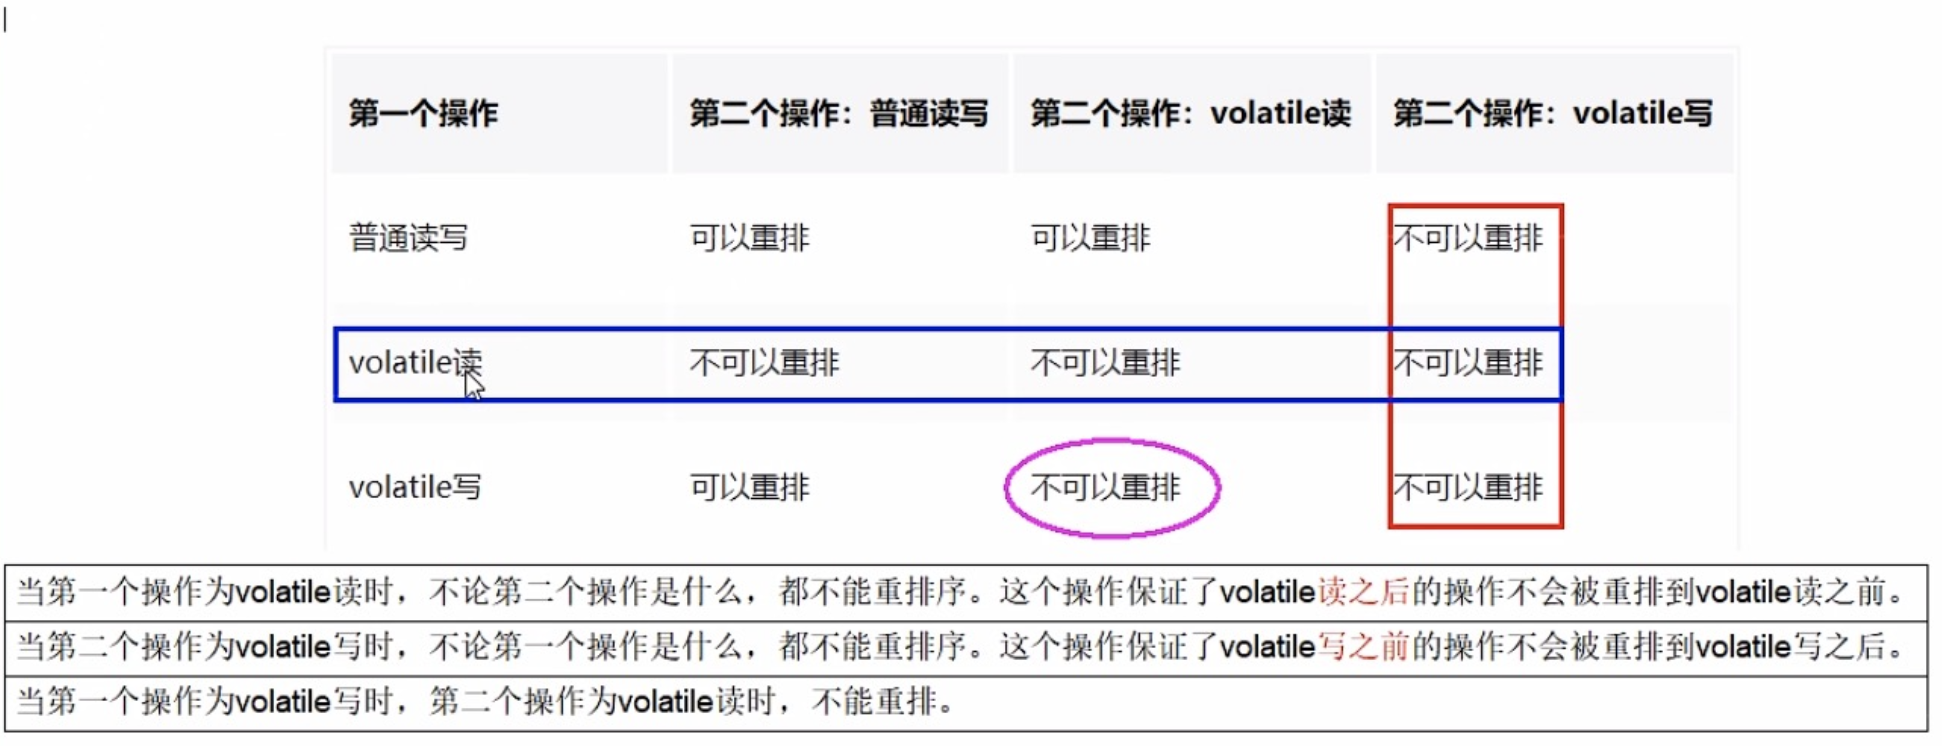 第一个操作 第二个操作：普通读写 第二个操作：volatile读 第二个操作：volatile写
普通读写 可以重排 可以重排 不可以重排
volatile读 不可以重排 不可以重排 不可以重排
volatile写 可以重排 不可以重排 不可以重排
当第一个操作为volatile读时，不论第二个操作是什么，都不能重排序。这个操作保证了volatile读之后的操作不会被重排到volatile读之前。
当第二个操作为volatile写时，不论第一个操作是什么，都不能重排序。这个操作保证了volatile写之前的操作不会被重排到volatile写之后。
当第一个操作为volatile写时，第二个操作为volatile读时，不能重排。